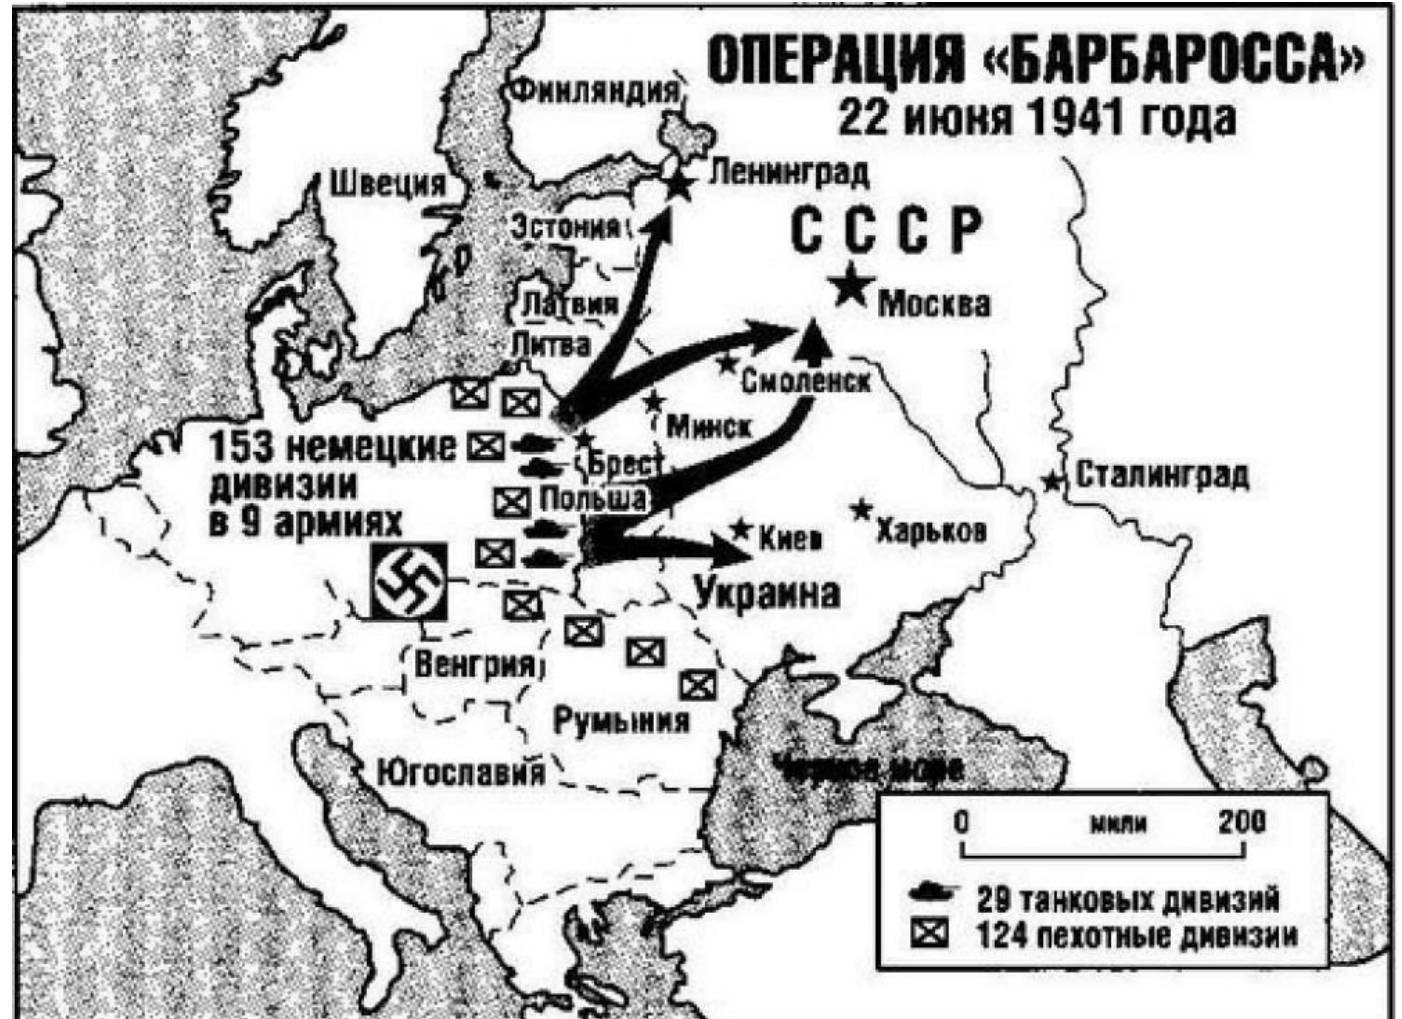 ОПЕРАЦИЯ «БАРБАРОССА»
22 июня 1941 года
Финляндия
Ленинград
Швеция
Эстония
СССР
Москва
Латвия
Литва
Смоленск
Минск
153 немецкие
дивизии
в 9 армиях
Брест
Польша
Сталинград
Киев
Харьков
Украина
Венгрия
Румыния
Югославия
Черное море
0 мили 200
29 танковых дивизий
124 пехотные дивизии